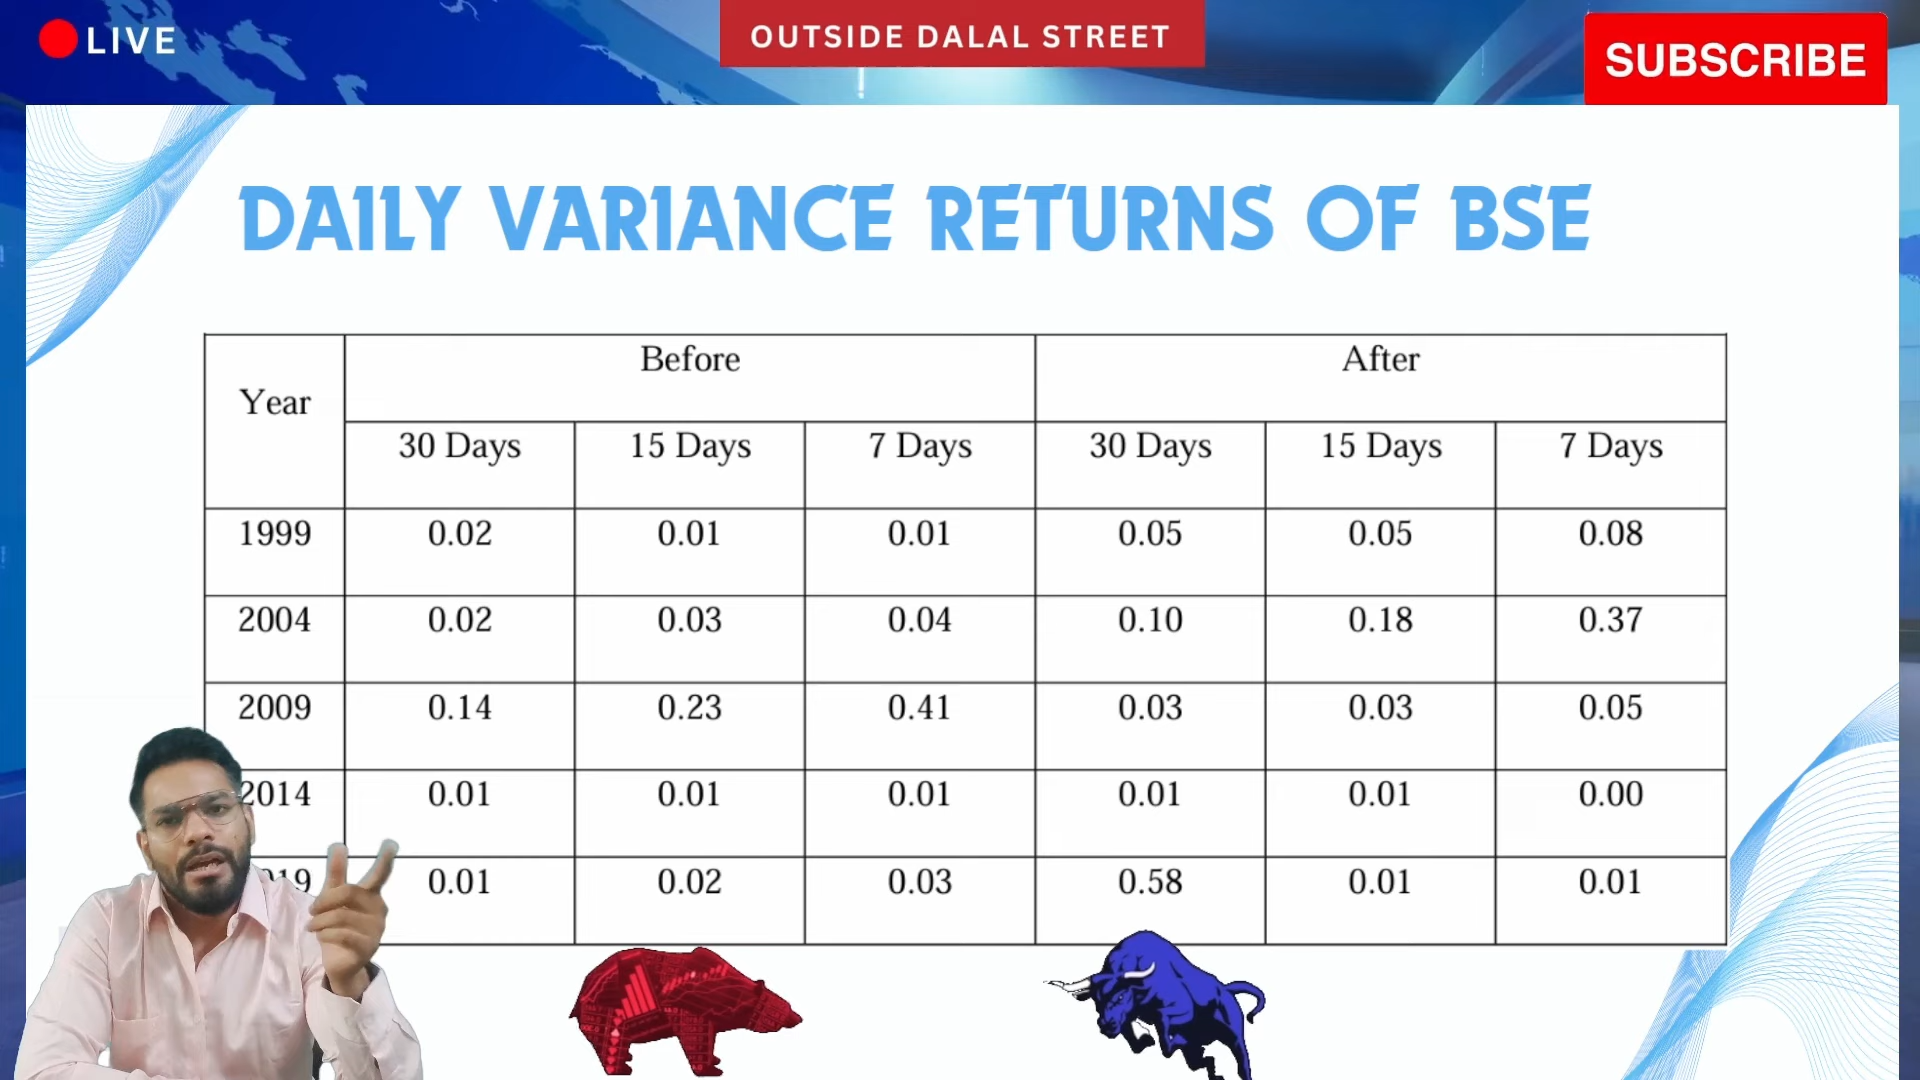 LIVE
OUTSIDE DALAL STREET
SUBSCRIBE
DAILY VARIANCE RETURNS OF BSE
Year Before After
30 Days 15 Days 7 Days 30 Days 15 Days 7 Days
1999 0.02 0.01 0.01 0.05 0.05 0.08
2004 0.02 0.03 0.04 0.10 0.18 0.37
2009 0.14 0.23 0.41 0.03 0.03 0.05
2014 0.01 0.01 0.01 0.01 0.01 0.00
0.01 0.02 0.03 0.58 0.01 0.01